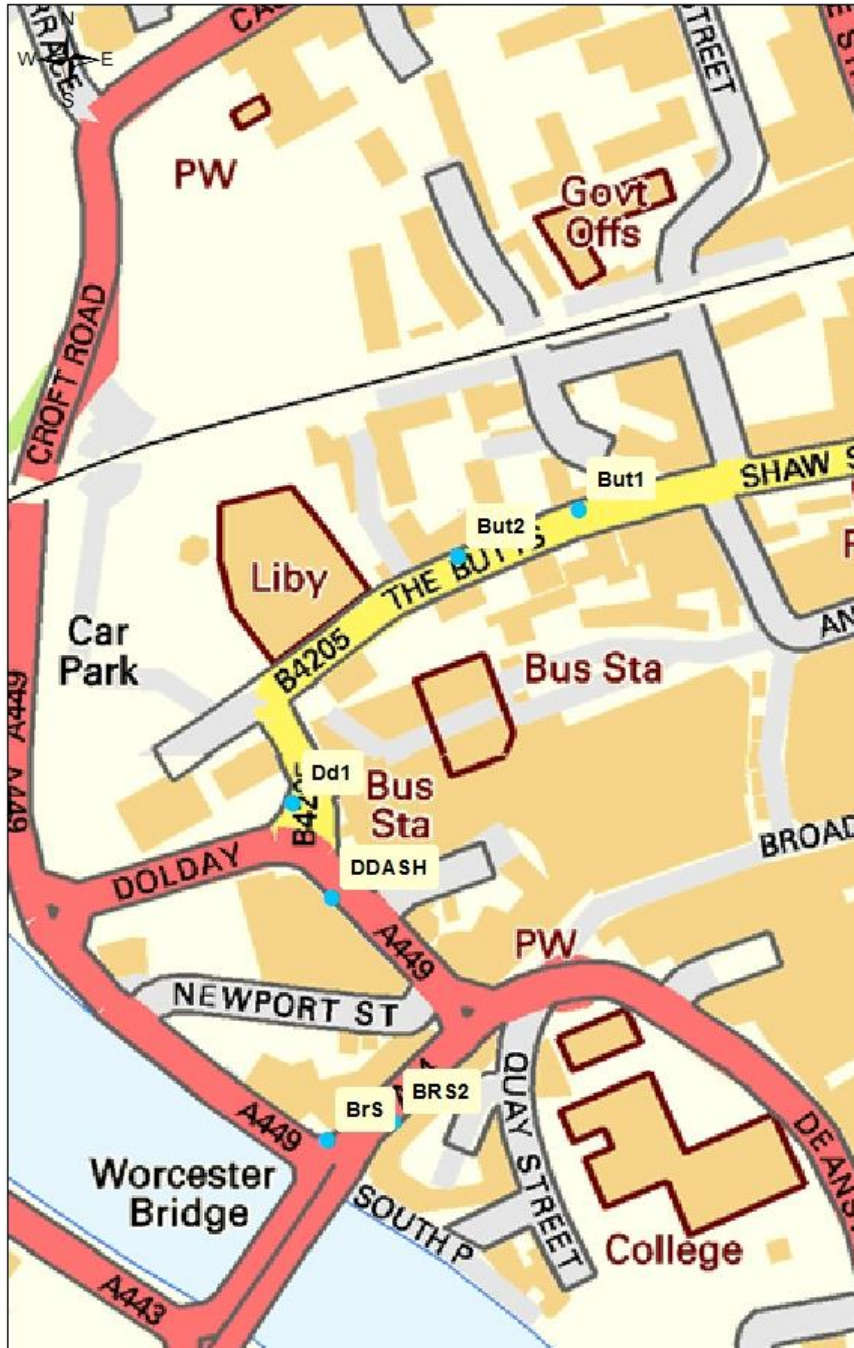 N
W E
S
STREET
PW
Govt
Offs
CROFT ROAD
But1
SHAW S
But2
THE BUTTS
Liby
B4205
Car
Park
Bus Sta
A449
Dd1
Bus
Sta
DOLDAY
DDASH
BROAD
A449
PW
NEWPORT ST
QUAY STREET
BrS
BRS2
A449
Worcester
Bridge
SOUTH P
DEANS
College
A443